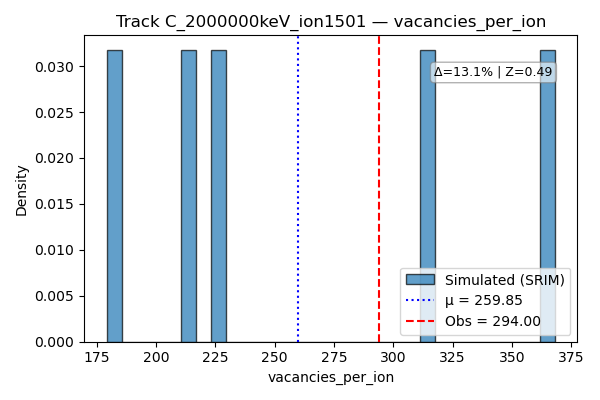 Track C_2000000keV_ion1501 — vacancies_per_ion
Δ=13.1% | Z=0.49
Density
0.030
0.025
0.020
0.015
0.010
0.005
0.000
Simulated (SRIM)
μ = 259.85
Obs = 294.00
175
200
225
250
275
300
325
350
375
vacancies_per_ion